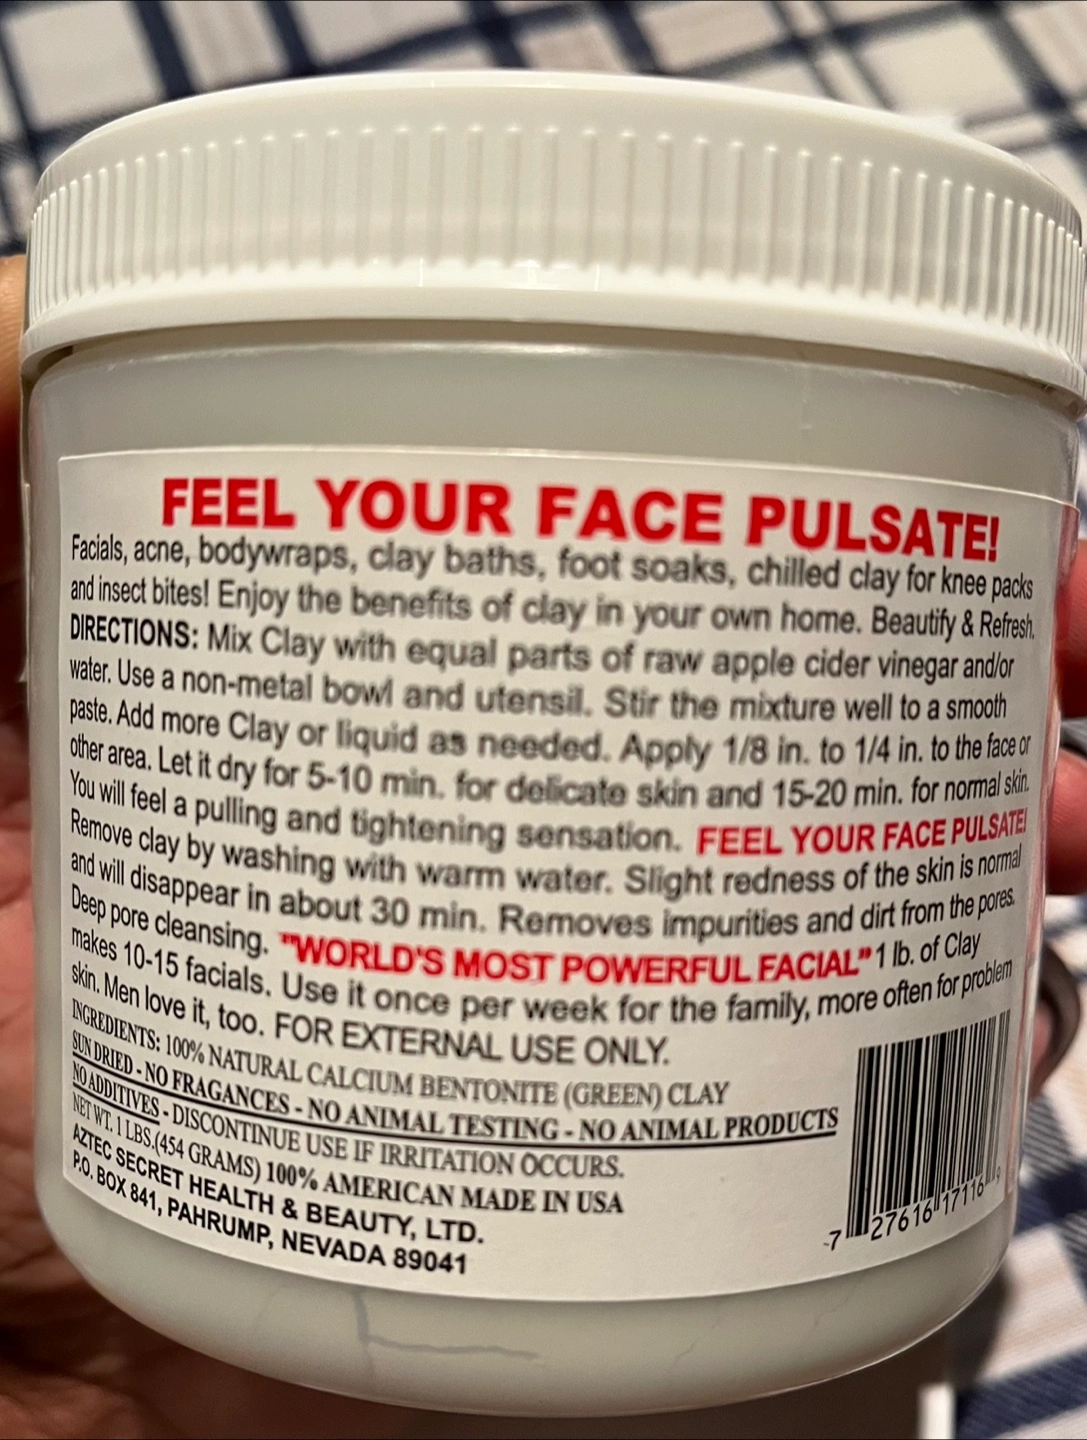 FEEL YOUR FACE PULSATE!
Facials, acne, bodywraps, clay baths, foot soaks, chilled clay for knee packs
and insect bites! Enjoy the benefits of clay in your own home. Beautify & Refresh.
DIRECTIONS: Mix Clay with equal parts of raw apple cider vinegar and/or
water. Use a non-metal bowl and utensil. Stir the mixture well to a smooth
paste. Add more Clay or liquid as needed. Apply 1/8 in. to 1/4 in. to the face or
other area. Let it dry for 5-10 min. for delicate skin and 15-20 min. for normal skin.
You will feel a pulling and tightening sensation. FEEL YOUR FACE PULSATE!
Remove clay by washing with warm water. Slight redness of the skin is normal
and will disappear in about 30 min. Removes impurities and dirt from the pores.
Deep pore cleansing. "WORLD'S MOST POWERFUL FACIAL" 1 lb. of Clay
makes 10-15 facials. Use it once per week for the family, more often for problem
skin. Men love it, too. FOR EXTERNAL USE ONLY.
INGREDIENTS: 100% NATURAL CALCIUM BENTONITE (GREEN) CLAY
SUN DRIED - NO FRAGANCES - NO ANIMAL TESTING - NO ANIMAL PRODUCTS
NO ADDITIVES - DISCONTINUE USE IF IRRITATION OCCURS.
NET WT. 1 LBS.(454 GRAMS) 100% AMERICAN MADE IN USA
AZTEC SECRET HEALTH & BEAUTY, LTD.
P.O. BOX 841, PAHRUMP, NEVADA 89041
7 27616 17116 9